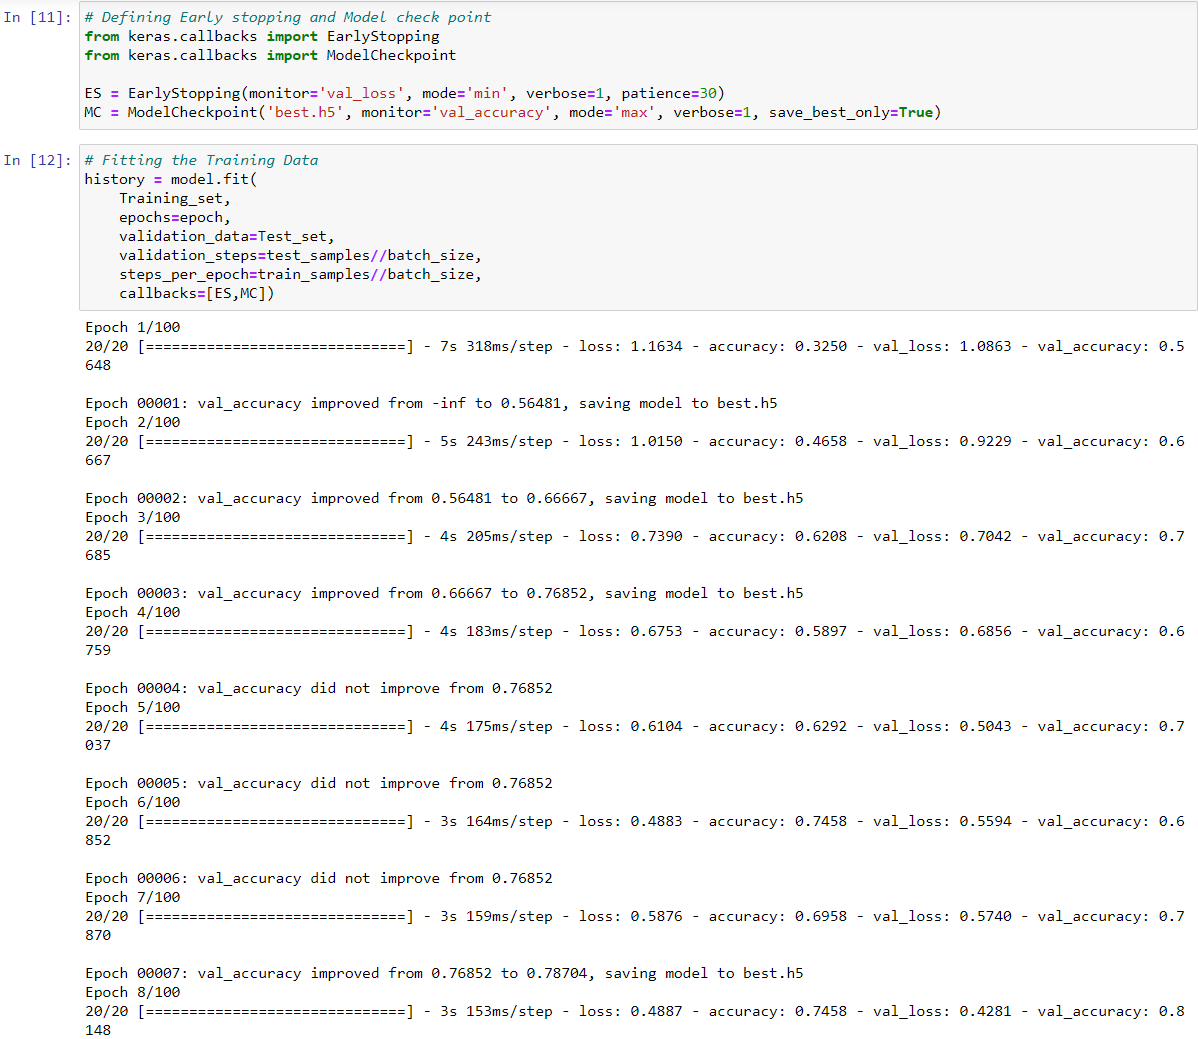 In [11]: # Defining Early stopping and Model check point
from keras.callbacks import EarlyStopping
from keras.callbacks import ModelCheckpoint

ES = EarlyStopping(monitor='val_loss', mode='min', verbose=1, patience=30)
MC = ModelCheckpoint('best.h5', monitor='val_accuracy', mode='max', verbose=1, save_best_only=True)

In [12]: # Fitting the Training Data
history = model.fit(
    Training_set,
    epochs=epoch,
    validation_data=Test_set,
    validation_steps=test_samples//batch_size,
    steps_per_epoch=train_samples//batch_size,
    callbacks=[ES,MC])

Epoch 1/100
20/20 [==============================] - 7s 318ms/step - loss: 1.1634 - accuracy: 0.3250 - val_loss: 1.0863 - val_accuracy: 0.5
648

Epoch 00001: val_accuracy improved from -inf to 0.56481, saving model to best.h5
Epoch 2/100
20/20 [==============================] - 5s 243ms/step - loss: 1.0150 - accuracy: 0.4658 - val_loss: 0.9229 - val_accuracy: 0.6
667

Epoch 00002: val_accuracy improved from 0.56481 to 0.66667, saving model to best.h5
Epoch 3/100
20/20 [==============================] - 4s 205ms/step - loss: 0.7390 - accuracy: 0.6208 - val_loss: 0.7042 - val_accuracy: 0.7
685

Epoch 00003: val_accuracy improved from 0.66667 to 0.76852, saving model to best.h5
Epoch 4/100
20/20 [==============================] - 4s 183ms/step - loss: 0.6753 - accuracy: 0.5897 - val_loss: 0.6856 - val_accuracy: 0.6
759

Epoch 00004: val_accuracy did not improve from 0.76852
Epoch 5/100
20/20 [==============================] - 4s 175ms/step - loss: 0.6104 - accuracy: 0.6292 - val_loss: 0.5043 - val_accuracy: 0.7
037

Epoch 00005: val_accuracy did not improve from 0.76852
Epoch 6/100
20/20 [==============================] - 3s 164ms/step - loss: 0.4883 - accuracy: 0.7458 - val_loss: 0.5594 - val_accuracy: 0.6
852

Epoch 00006: val_accuracy did not improve from 0.76852
Epoch 7/100
20/20 [==============================] - 3s 159ms/step - loss: 0.5876 - accuracy: 0.6958 - val_loss: 0.5740 - val_accuracy: 0.7
870

Epoch 00007: val_accuracy improved from 0.76852 to 0.78704, saving model to best.h5
Epoch 8/100
20/20 [==============================] - 3s 153ms/step - loss: 0.4887 - accuracy: 0.7458 - val_loss: 0.4281 - val_accuracy: 0.8
148